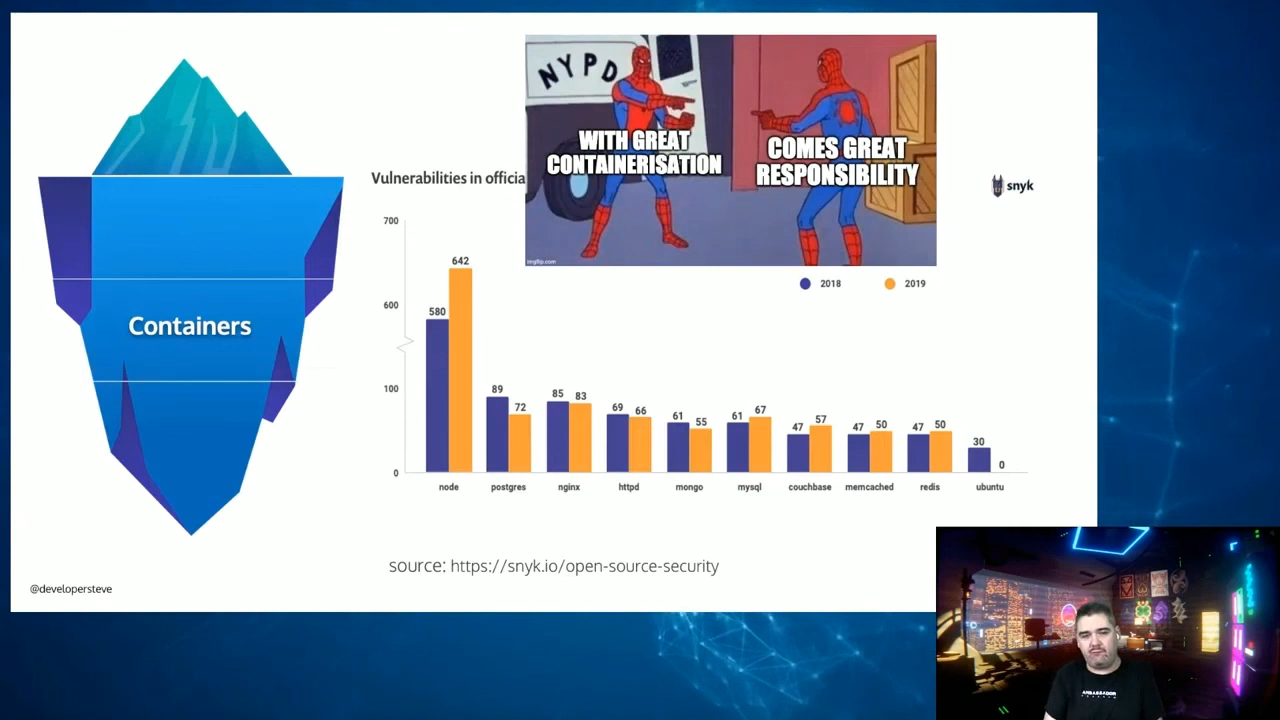 NYPD
WITH GREAT
CONTAINERISATION
COMES GREAT
RESPONSIBILITY
imgflip.com
Vulnerabilities in officia
snyk
2018
2019
700
600
100
0
580
642
89
72
85
83
69
66
61
55
61
67
47
57
47
50
47
50
30
0
node
postgres
nginx
httpd
mongo
mysql
couchbase
memcached
redis
ubuntu
Containers
source: https://snyk.io/open-source-security
@developersteve
AMBASSADOR